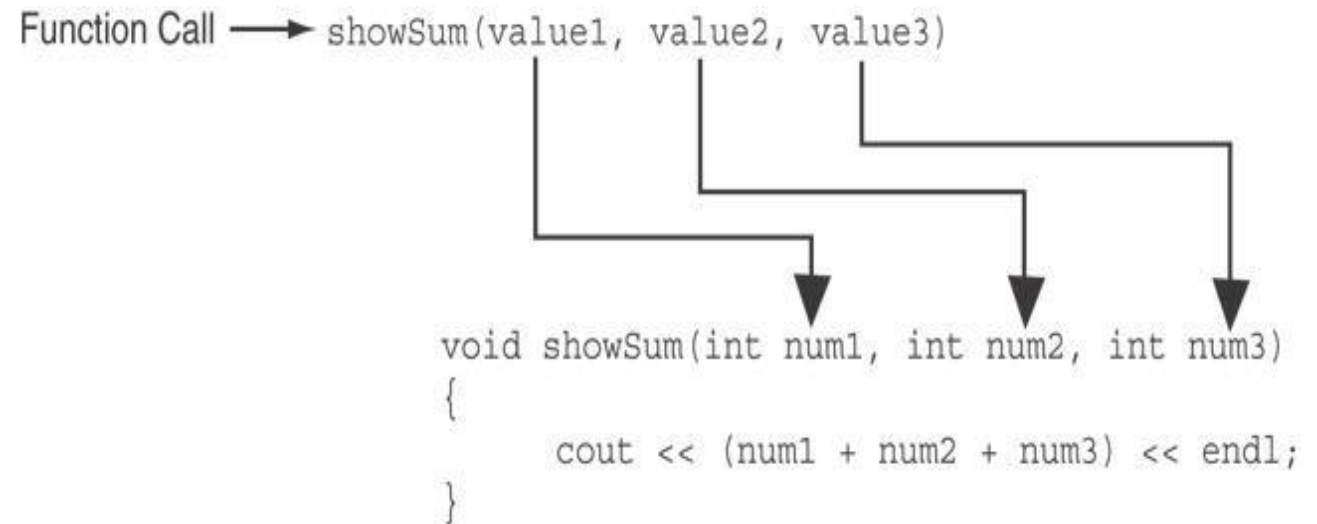 Function Call showSum(value1, value2, value3)
void showSum(int num1, int num2, int num3)
{
cout << (num1 + num2 + num3) << endl;
}